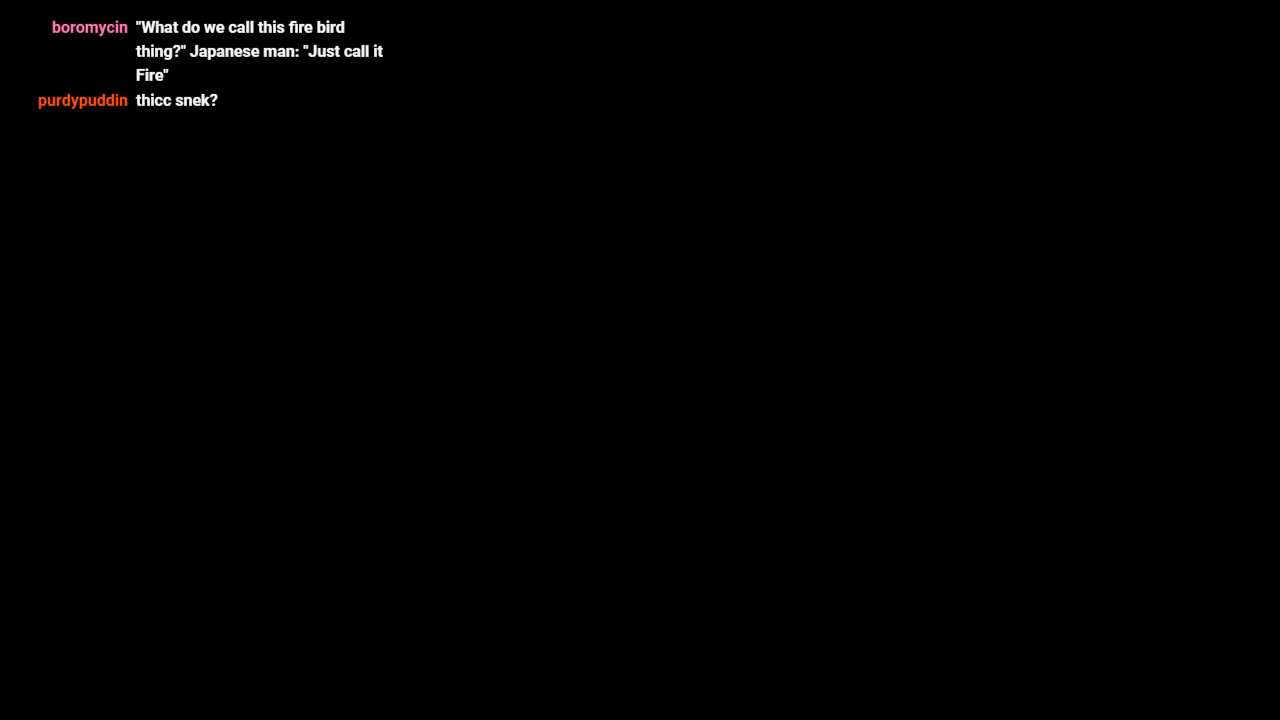 boromycin "What do we call this fire bird
thing?" Japanese man: "Just call it
Fire"
purdypuddin thicc snek?